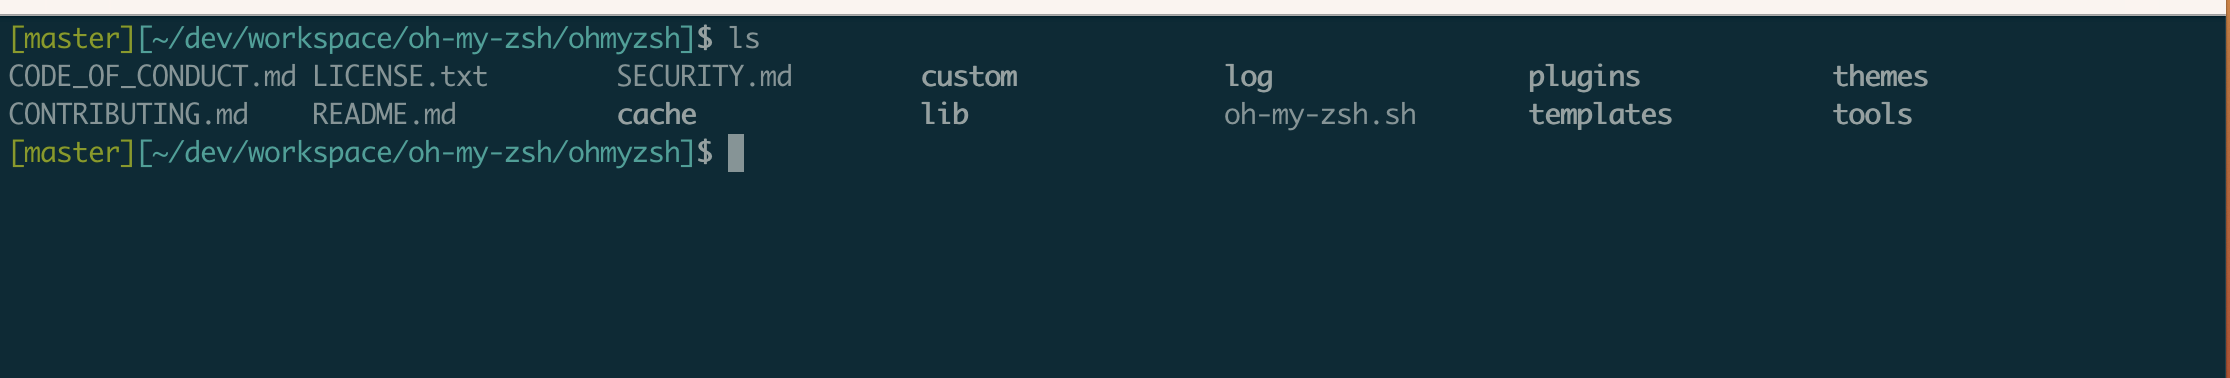 [master][~/dev/workspace/oh-my-zsh/ohmyzsh]$ ls
CODE_OF_CONDUCT.md LICENSE.txt SECURITY.md custom log plugins themes
CONTRIBUTING.md README.md cache lib oh-my-zsh.sh templates tools
[master][~/dev/workspace/oh-my-zsh/ohmyzsh]$